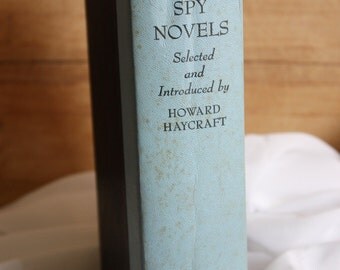 SPY
NOVELS
Selected
and
Introduced by
HOWARD
HAYCRAFT